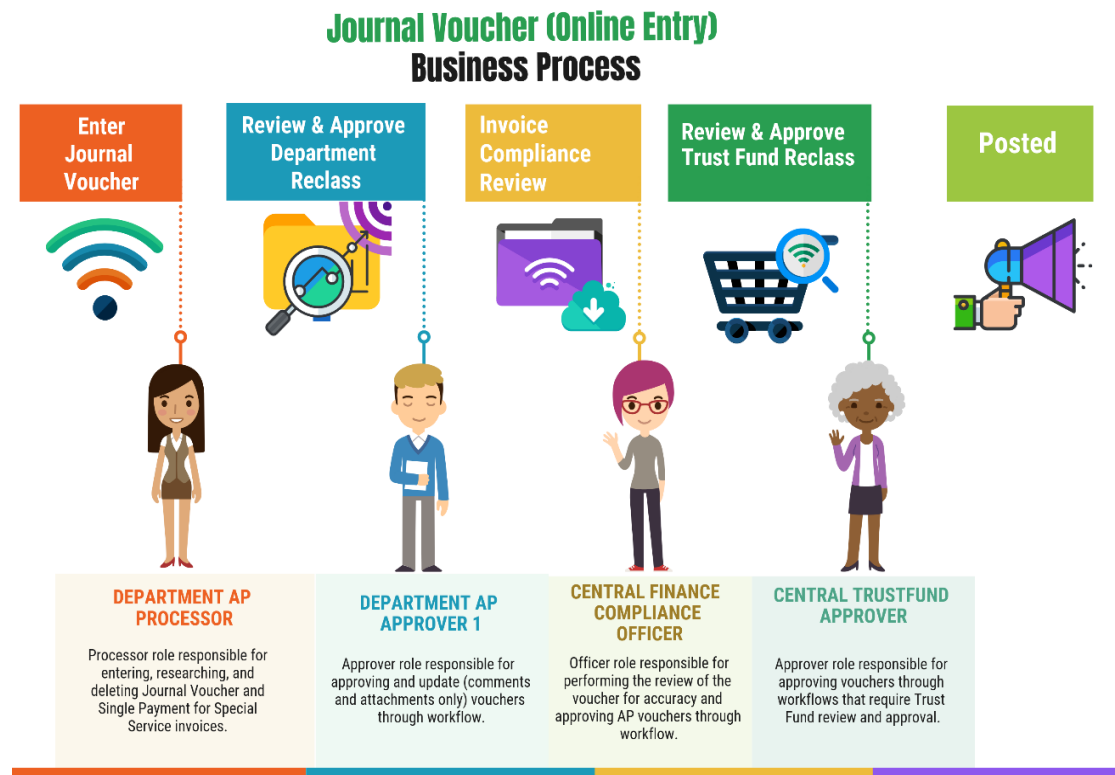 Journal Voucher (Online Entry)
Business Process
Enter
Journal
Voucher
Review & Approve
Department
Reclass
Invoice
Compliance
Review
Review & Approve
Trust Fund Reclass
Posted
DEPARTMENT AP
PROCESSOR
Processor role responsible for
entering, researching, and
deleting Journal Voucher and
Single Payment for Special
Service invoices.
DEPARTMENT AP
APPROVER 1
Approver role responsible for
approving and update (comments
and attachments only) vouchers
through workflow.
CENTRAL FINANCE
COMPLIANCE
OFFICER
Officer role responsible for
performing the review of the
voucher for accuracy and
approving AP vouchers through
workflow.
CENTRAL TRUSTFUND
APPROVER
Approver role responsible for
approving vouchers through
workflows that require Trust
Fund review and approval.